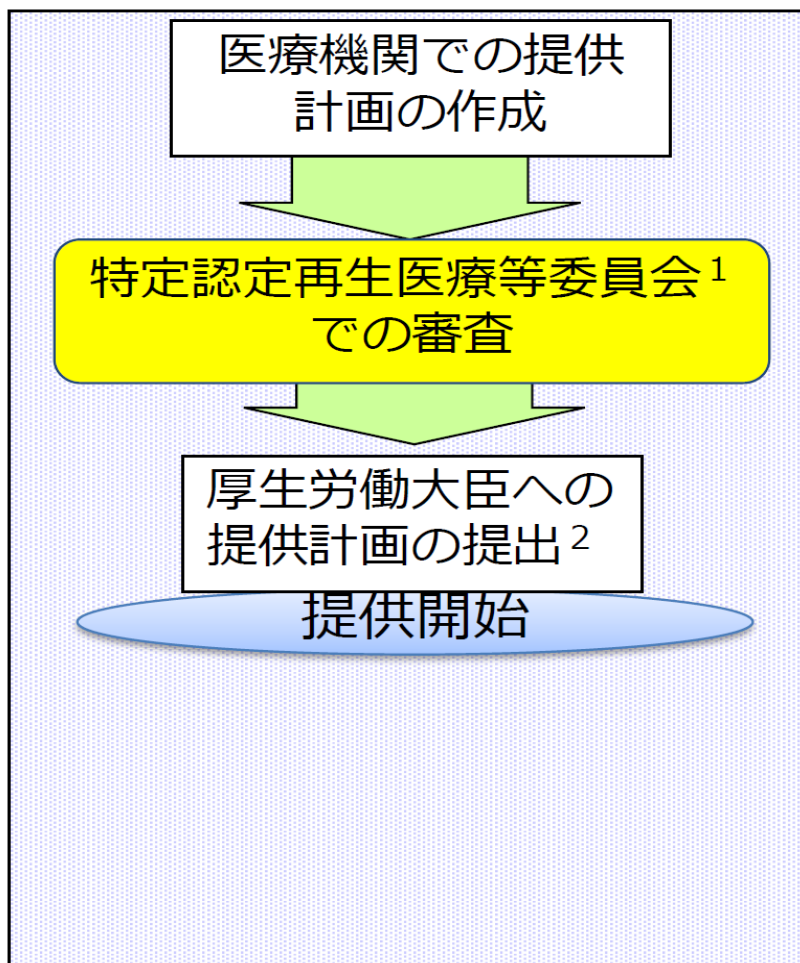 医療機関での提供
計画の作成
特定認定再生医療等委員会1
での審査
厚生労働大臣への
提供計画の提出2
提供開始